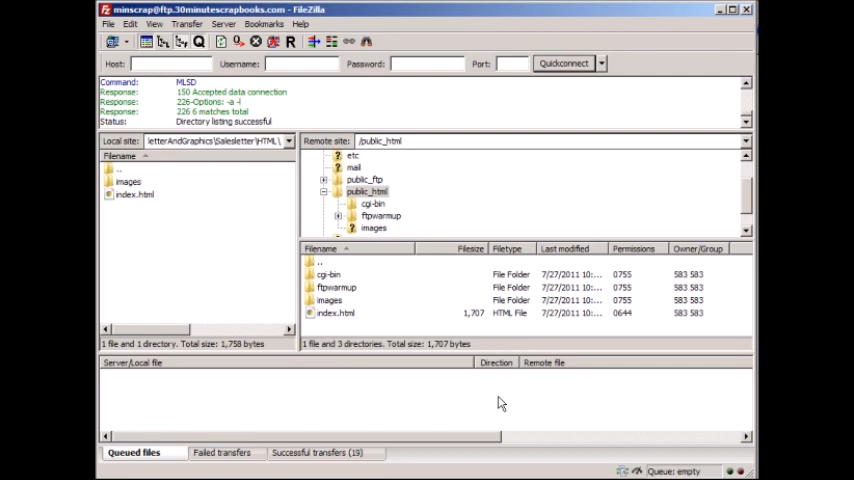 minscrap@ftp.30minutescrapbooks.com - FileZilla
File Edit View Transfer Server Bookmarks Help
Host: Username: Password: Port: Quickconnect
Command: MLSD
Response: 150 Accepted data connection
Response: 226-Options: -a -l
Response: 226 6 matches total
Status: Directory listing successful
Local site: letterAndGraphics\Salesletter\HTML\
Filename
..
images
index.html
1 file and 1 directory. Total size: 1,758 bytes
Remote site: /public_html
etc
mail
public_ftp
public_html
cgi-bin
ftpwarmup
images
Filename Filesize Filetype Last modified Permissions Owner/Group
..
cgi-bin File Folder 7/27/2011 10:... 0755 583 583
ftpwarmup File Folder 7/27/2011 10:... 0755 583 583
images File Folder 7/27/2011 10:... 0755 583 583
index.html 1,707 HTML File 7/27/2011 10:... 0644 583 583
1 file and 3 directories. Total size: 1,707 bytes
Server/Local file Direction Remote file
Queued files Failed transfers Successful transfers (19)
Queue: empty